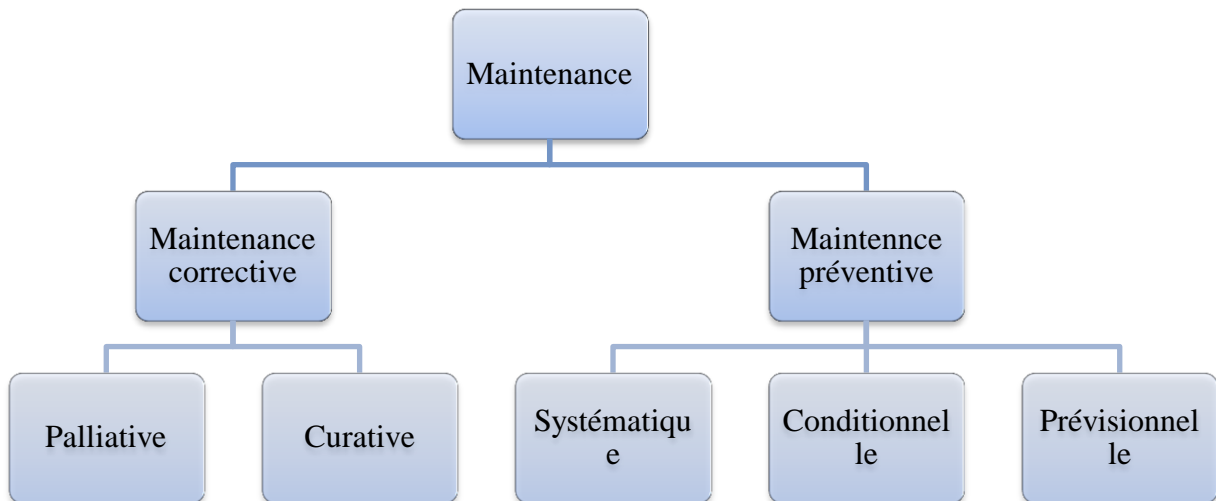 Maintenance
Maintenance
corrective
Maintennce
préventive
Palliative
Curative
Systématiqu
e
Conditionnel
le
Prévisionnel
le